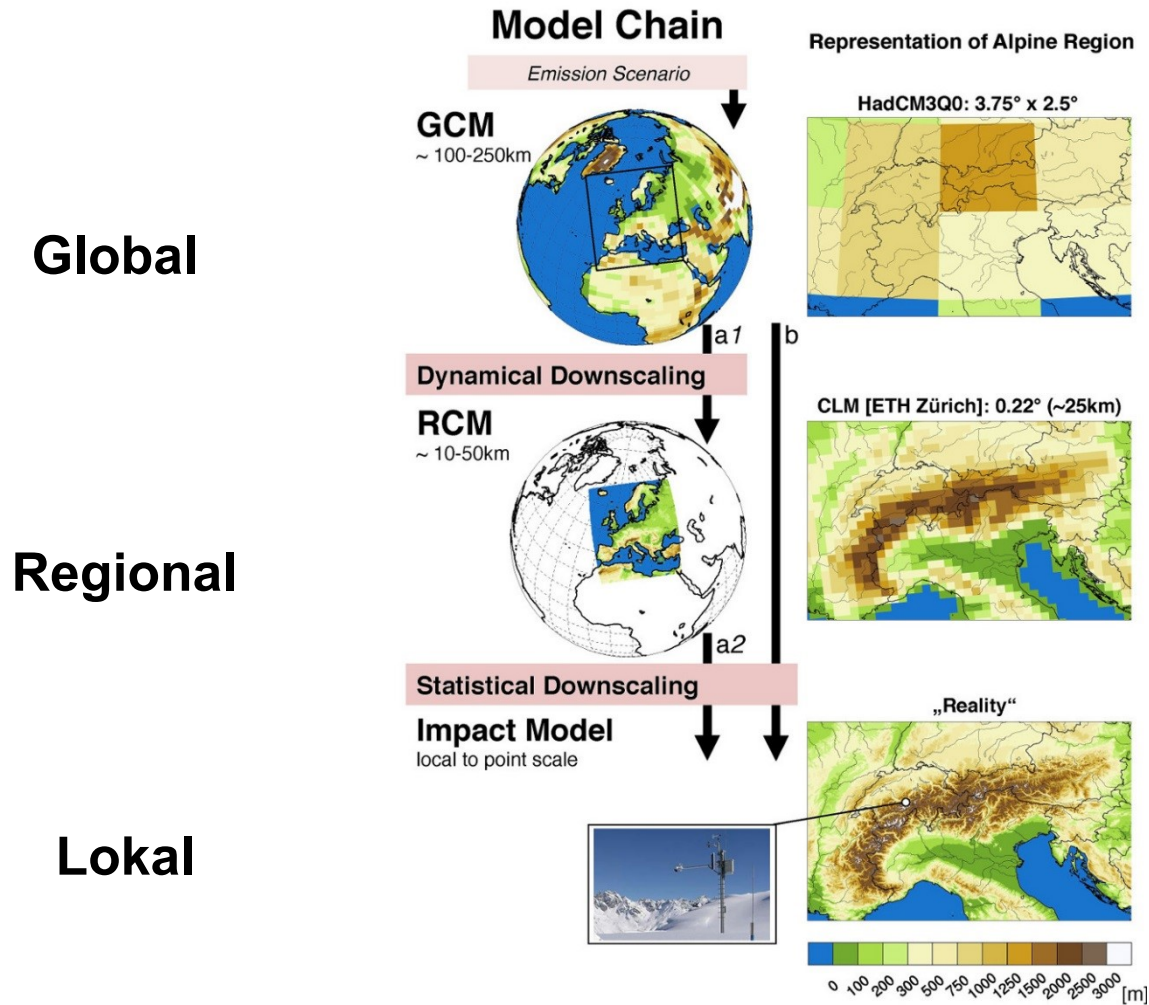 Model Chain
Emission Scenario
Representation of Alpine Region
GCM
~ 100-250km
HadCM3Q0: 3.75° x 2.5°
Global
a1
b
Dynamical Downscaling
RCM
~ 10-50km
CLM [ETH Zürich]: 0.22° (~25km)
Regional
a2
Statistical Downscaling
Impact Model
local to point scale
„Reality“
Lokal
0 100 200 300 500 750 1000 1250 1500 2000 2500 3000 [m]